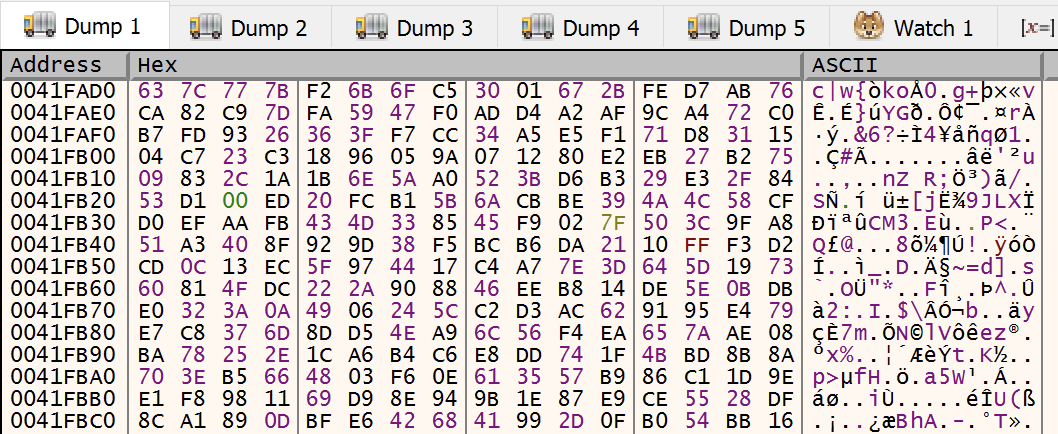 Dump 1 Dump 2 Dump 3 Dump 4 Dump 5 Watch 1 [x=]
Address Hex ASCII
0041FAD0 63 7C 77 7B F2 6B 6F C5 30 01 67 2B FE D7 AB 76 c|w{òkoÅ0.g+þ×«v
0041FAE0 CA 82 C9 7D FA 59 47 F0 AD D4 A2 AF 9C A4 72 C0 Ê.É}úYGð.Ô¢¯.¤rÀ
0041FAF0 B7 FD 93 26 36 3F F7 CC 34 A5 E5 F1 71 D8 31 15 ·ý.&6?÷Ì4¥åñqØ1.
0041FB00 04 C7 23 C3 18 96 05 9A 07 12 80 E2 EB 27 B2 75 .Ç#Ã.......âë'²u
0041FB10 09 83 2C 1A 1B 6E 5A A0 52 3B D6 B3 29 E3 2F 84 ..,..nZ R;Ö³)ã/.
0041FB20 53 D1 00 ED 20 FC B1 5B 6A CB BE 39 4A 4C 58 CF SÑ.í ü±[jË¾9JLXÏ
0041FB30 D0 EF AA FB 43 4D 33 85 45 F9 02 7F 50 3C 9F A8 ÐïªûCM3.Eù..P<.¨
0041FB40 51 A3 40 8F 92 9D 38 F5 BC B6 DA 21 10 FF F3 D2 Q£@...8õ¼¶Ú!.ÿóÒ
0041FB50 CD 0C 13 EC 5F 97 44 17 C4 A7 7E 3D 64 5D 19 73 Í..ì_.D.Ä§~=d].s
0041FB60 60 81 4F DC 22 2A 90 88 46 EE B8 14 DE 5E 0B DB `.OÜ"*..Fî¸.Þ^.Û
0041FB70 E0 32 3A 0A 49 06 24 5C C2 D3 AC 62 91 95 E4 79 à2:.I.$\ÂÓ¬b..äy
0041FB80 E7 C8 37 6D 8D D5 4E A9 6C 56 F4 EA 65 7A AE 08 çÈ7m.ÕN©lVôêez®.
0041FB90 BA 78 25 2E 1C A6 B4 C6 E8 DD 74 1F 4B BD 8B 8A ºx%..¦´ÆèÝt.K½..
0041FBA0 70 3E B5 66 48 03 F6 0E 61 35 57 B9 86 C1 1D 9E p>µfH.ö.a5W¹.Á..
0041FBB0 E1 F8 98 11 69 D9 8E 94 9B 1E 87 E9 CE 55 28 DF áø..iÙ.....éÎU(ß
0041FBC0 8C A1 89 0D BF E6 42 68 41 99 2D 0F B0 54 BB 16 .¡..¿æBhA.-.°T».